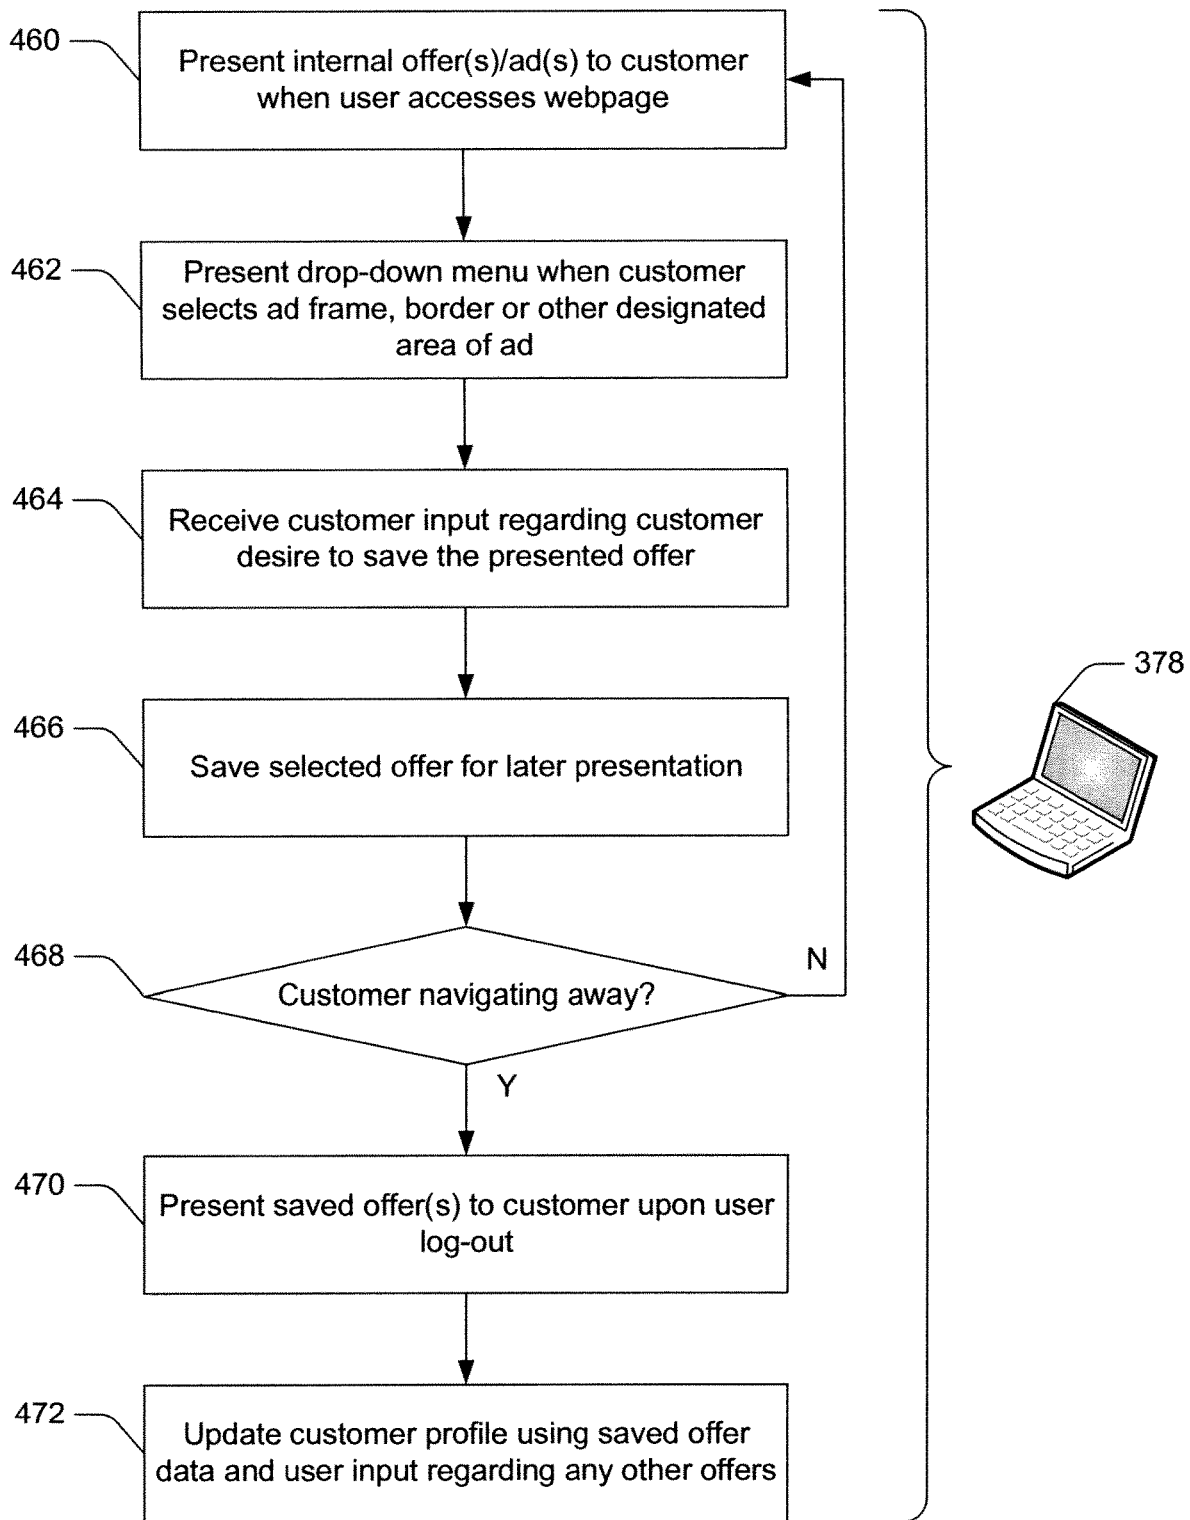 460
Present internal offer(s)/ad(s) to customer
when user accesses webpage
462
Present drop-down menu when customer
selects ad frame, border or other designated
area of ad
464
Receive customer input regarding customer
desire to save the presented offer
378
466
Save selected offer for later presentation
468
Customer navigating away?
N
Y
470
Present saved offer(s) to customer upon user
log-out
472
Update customer profile using saved offer
data and user input regarding any other offers